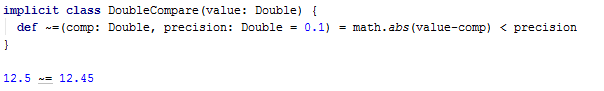 implicit class DoubleCompare(value: Double) {
  def ~=(comp: Double, precision: Double = 0.1) = math.abs(value-comp) < precision
}
12.5 ~= 12.45